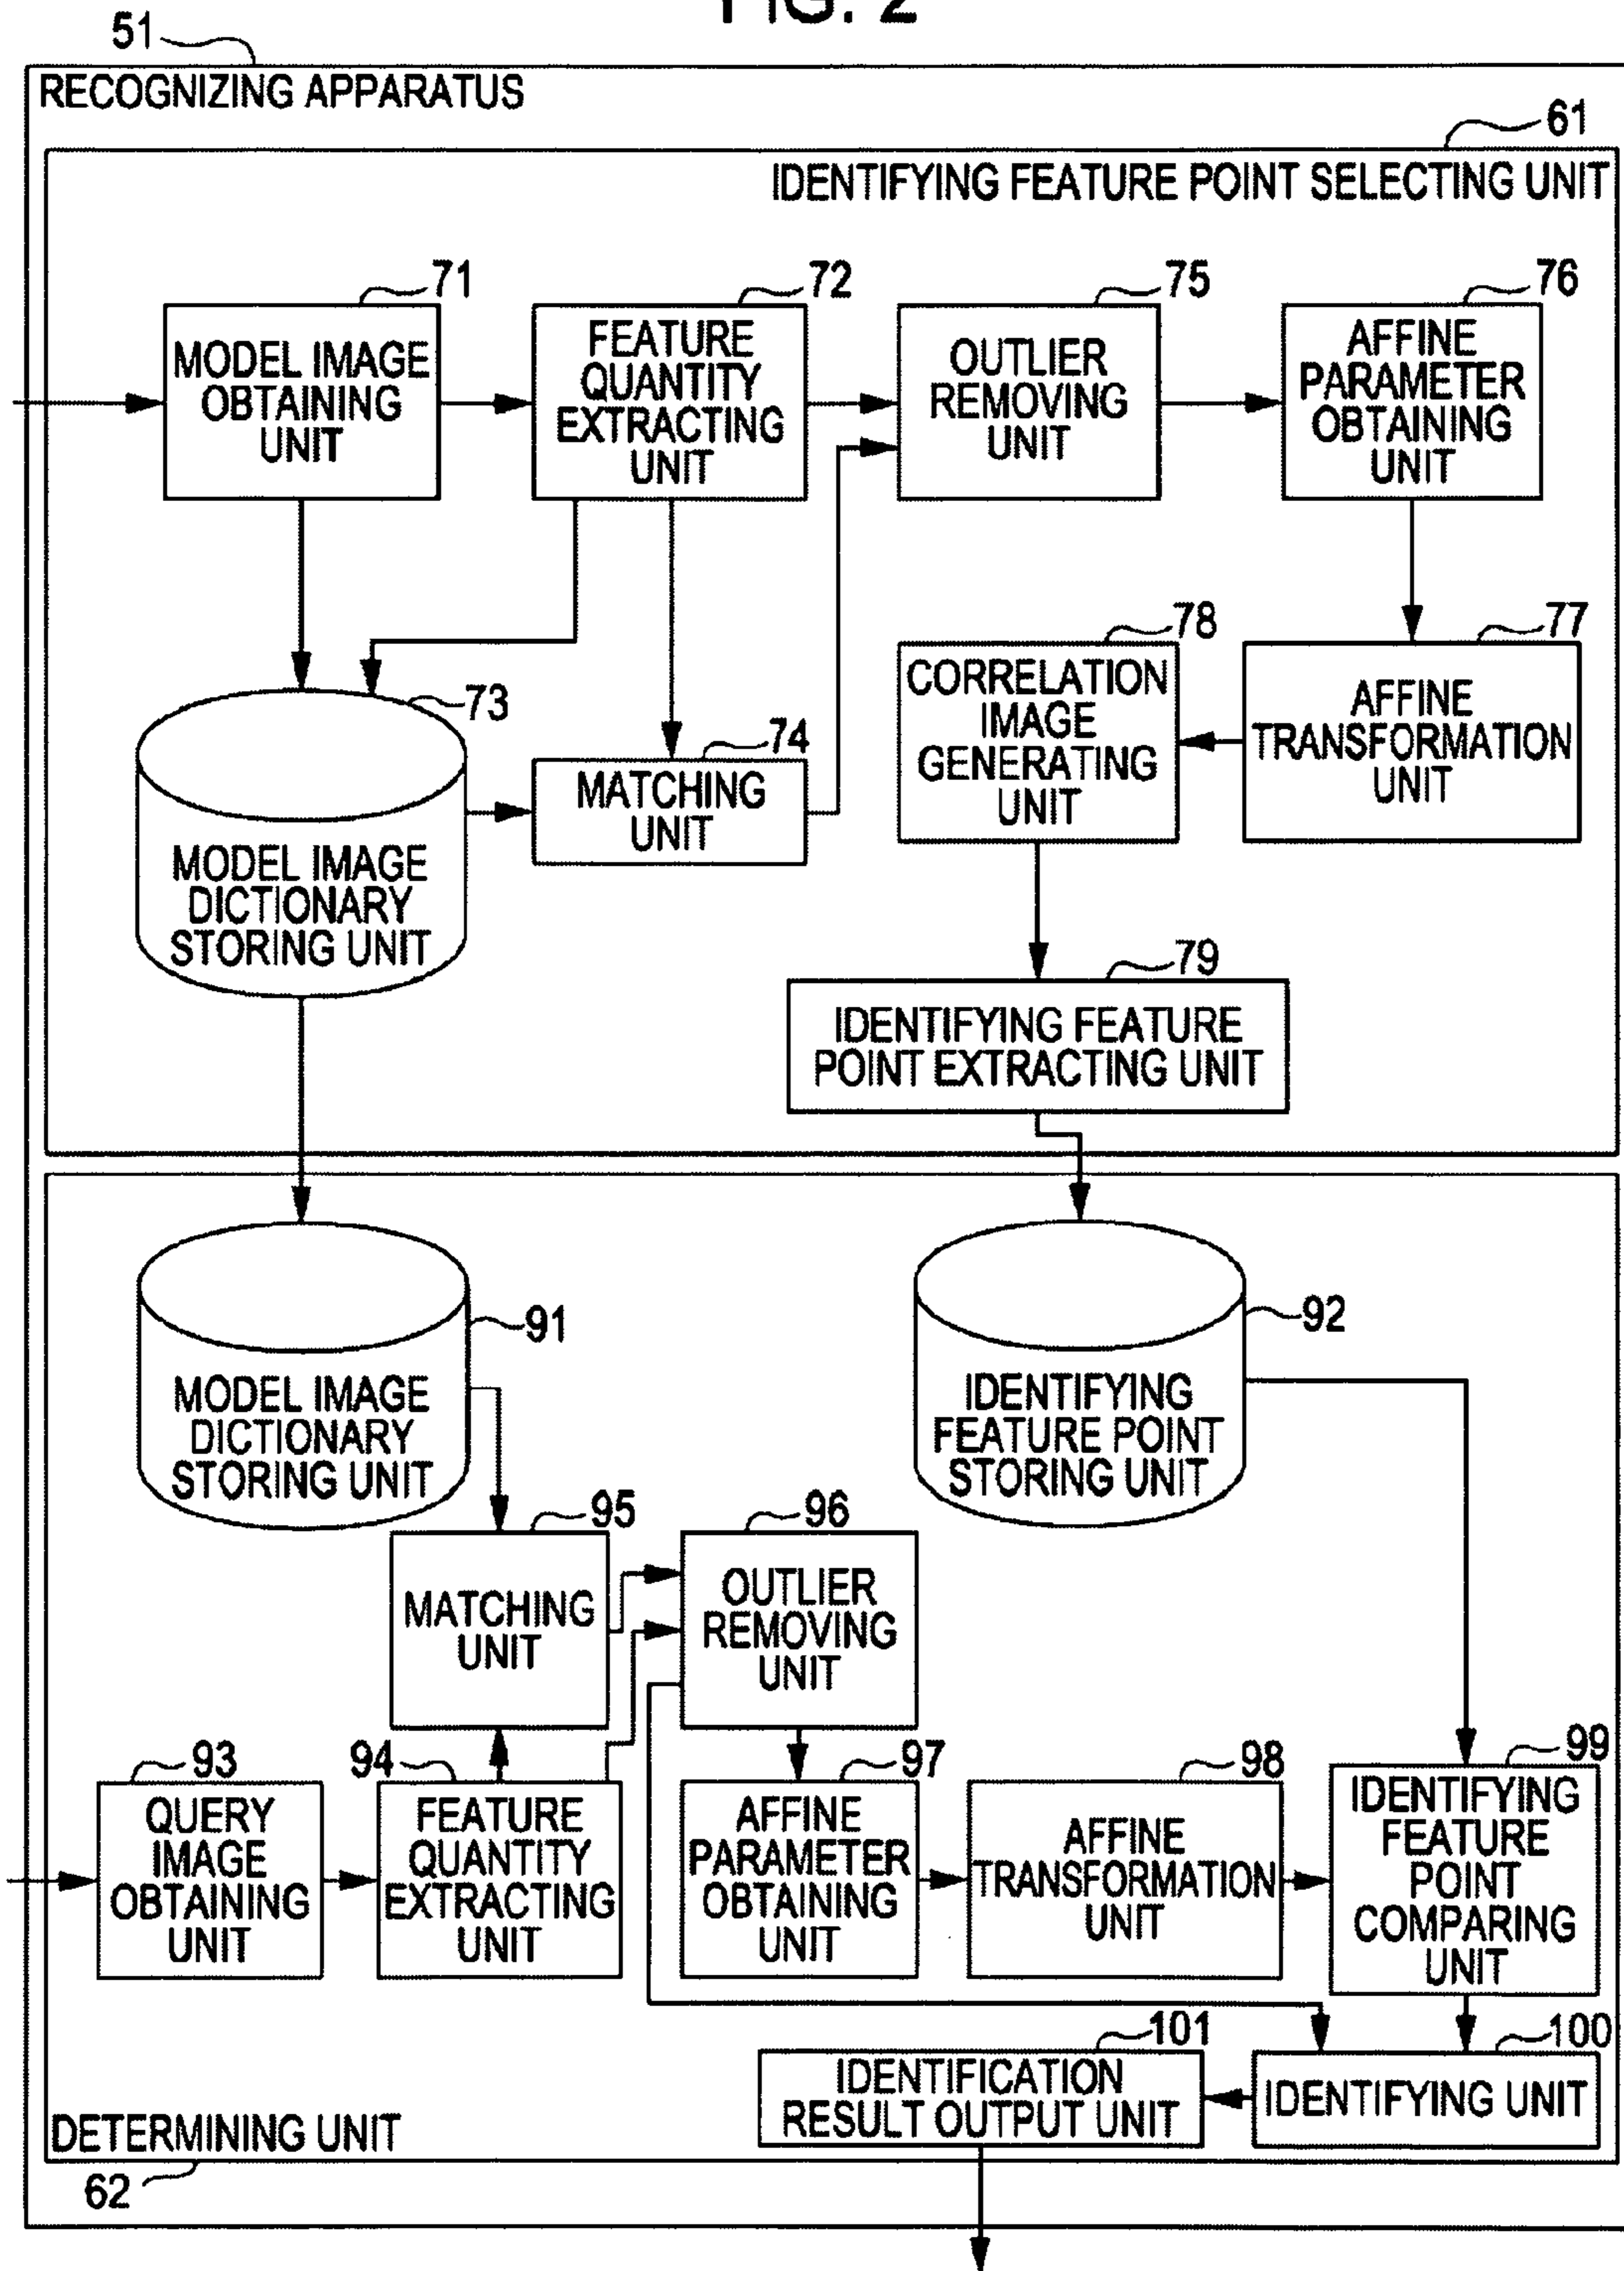 FIG. 2
51
RECOGNIZING APPARATUS
61
IDENTIFYING FEATURE POINT SELECTING UNIT
71
MODEL IMAGE
OBTAINING
UNIT
72
FEATURE
QUANTITY
EXTRACTING
UNIT
75
OUTLIER
REMOVING
UNIT
76
AFFINE
PARAMETER
OBTAINING
UNIT
73
MODEL IMAGE
DICTIONARY
STORING UNIT
74
MATCHING
UNIT
78
CORRELATION
IMAGE
GENERATING
UNIT
77
AFFINE
TRANSFORMATION
UNIT
79
IDENTIFYING FEATURE
POINT EXTRACTING UNIT
91
MODEL IMAGE
DICTIONARY
STORING UNIT
92
IDENTIFYING
FEATURE POINT
STORING UNIT
95
MATCHING
UNIT
96
OUTLIER
REMOVING
UNIT
93
QUERY
IMAGE
OBTAINING
UNIT
94
FEATURE
QUANTITY
EXTRACTING
UNIT
97
AFFINE
PARAMETER
OBTAINING
UNIT
98
AFFINE
TRANSFORMATION
UNIT
99
IDENTIFYING
FEATURE
POINT
COMPARING
UNIT
101
IDENTIFICATION
RESULT OUTPUT UNIT
100
IDENTIFYING UNIT
DETERMINING UNIT
62